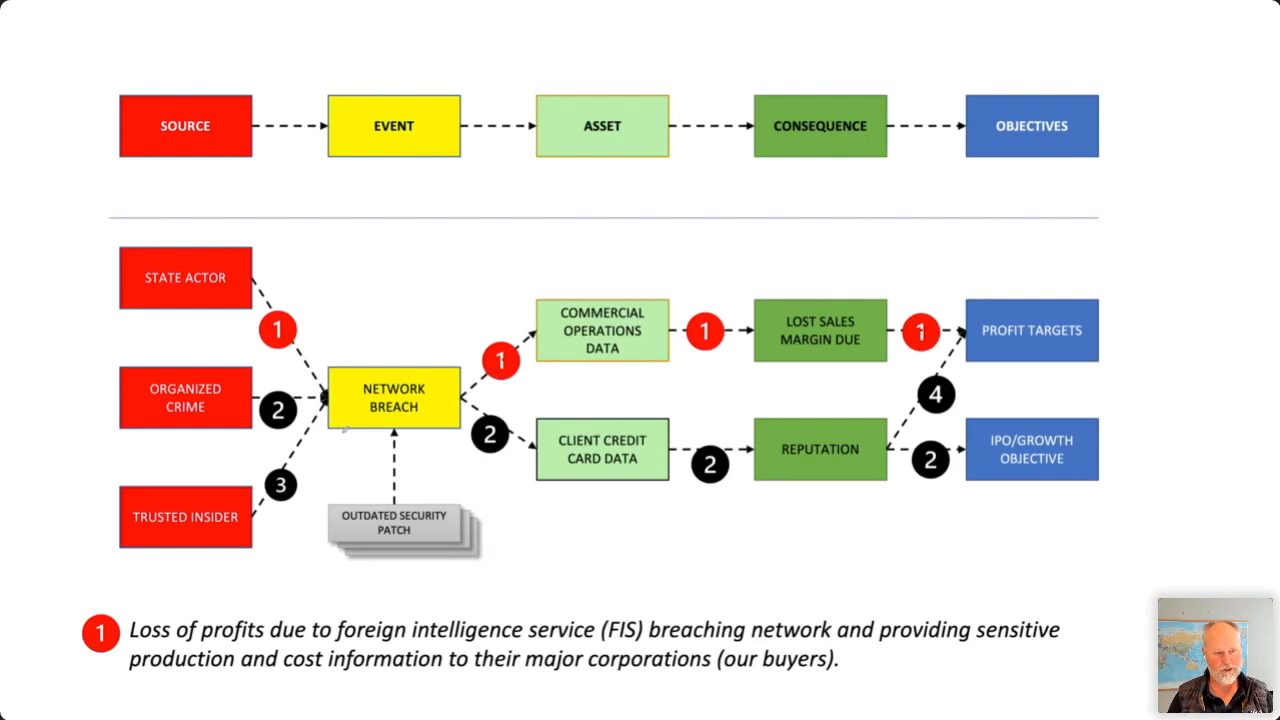 SOURCE
EVENT
ASSET
CONSEQUENCE
OBJECTIVES
STATE ACTOR
1
ORGANIZED
CRIME
2
TRUSTED INSIDER
3
NETWORK
BREACH
OUTDATED SECURITY
PATCH
1
2
COMMERCIAL
OPERATIONS
DATA
1
LOST SALES
MARGIN DUE
1
PROFIT TARGETS
4
CLIENT CREDIT
CARD DATA
2
REPUTATION
2
IPO/GROWTH
OBJECTIVE
1
Loss of profits due to foreign intelligence service (FIS) breaching network and providing sensitive
production and cost information to their major corporations (our buyers).